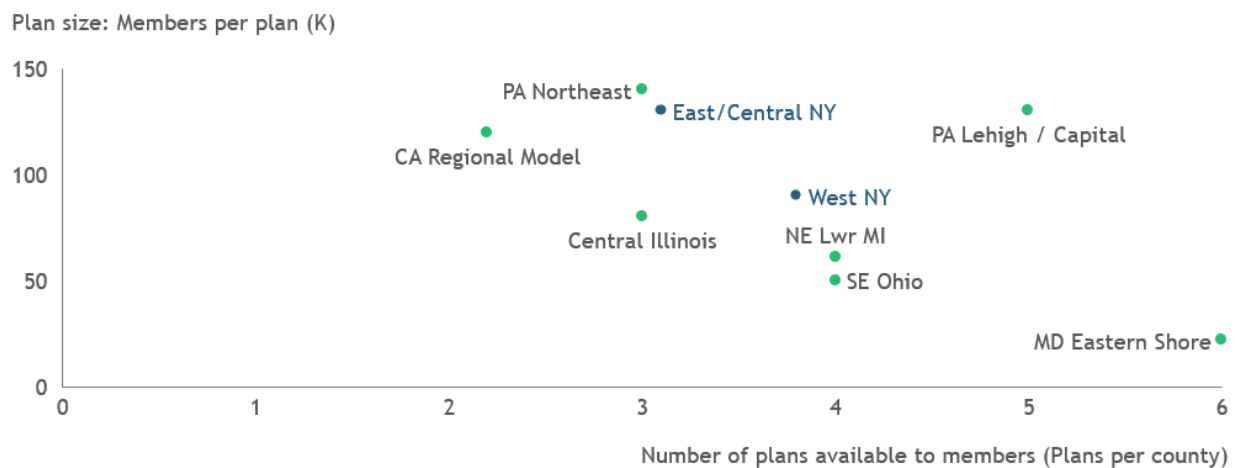 Plan size: Members per plan (K)
150
PA Northeast
East/Central NY
PA Lehigh / Capital
CA Regional Model
100
West NY
Central Illinois
NE Lwr MI
50
SE Ohio
MD Eastern Shore
0
0 1 2 3 4 5 6
Number of plans available to members (Plans per county)